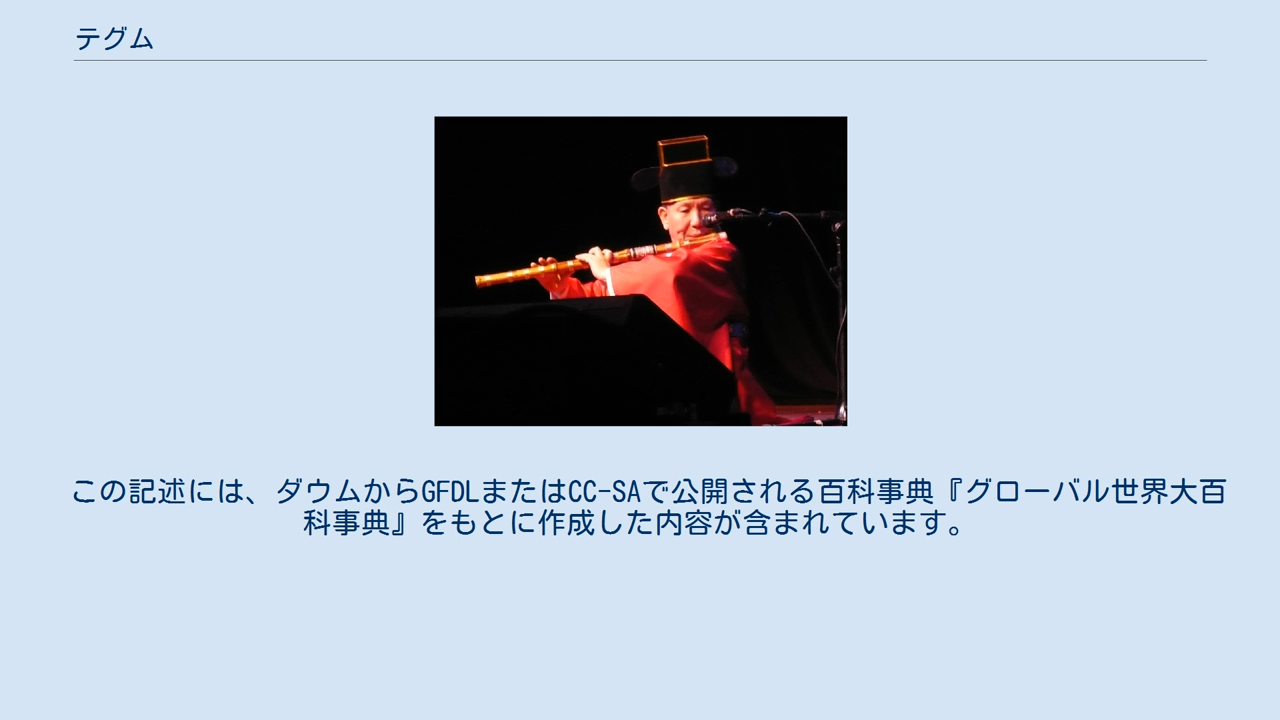 テグム
この記述には、ダウムからGFDLまたはCC-SAで公開される百科事典『グローバル世界大百
科事典』をもとに作成した内容が含まれています。